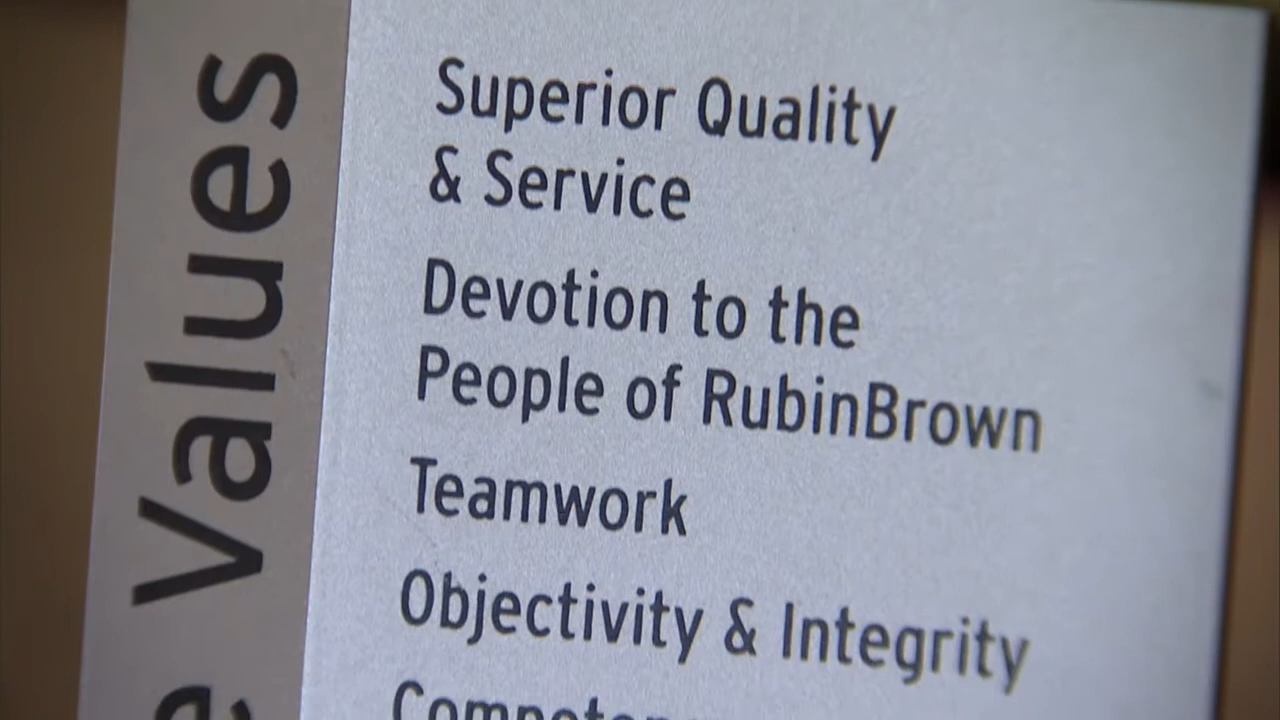 Values
Superior Quality
& Service
Devotion to the
People of RubinBrown
Teamwork
Objectivity & Integrity